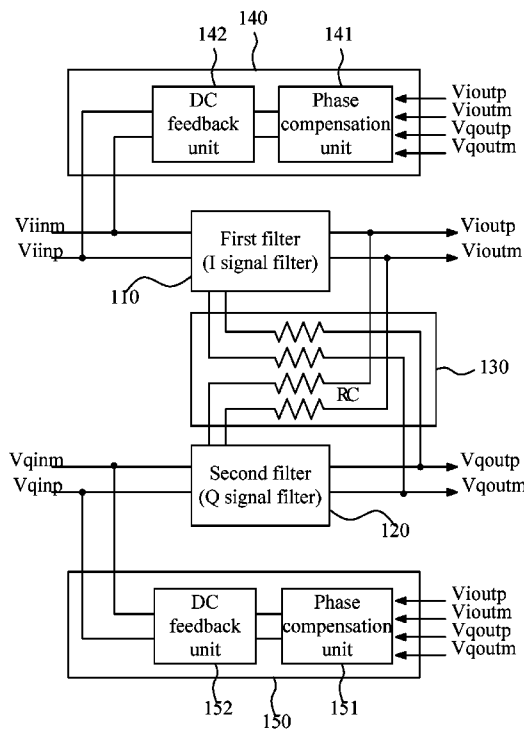 140
142
141
DC
feedback
unit
Phase
compensation
unit
Vioutp
Vioutm
Vqoutp
Vqoutm
Viinm
Viinp
First filter
(I signal filter)
Vioutp
Vioutm
110
130
RC
Vqinm
Vqinp
Second filter
(Q signal filter)
Vqoutp
Vqoutm
120
DC
feedback
unit
Phase
compensation
unit
Vioutp
Vioutm
Vqoutp
Vqoutm
152
150
151